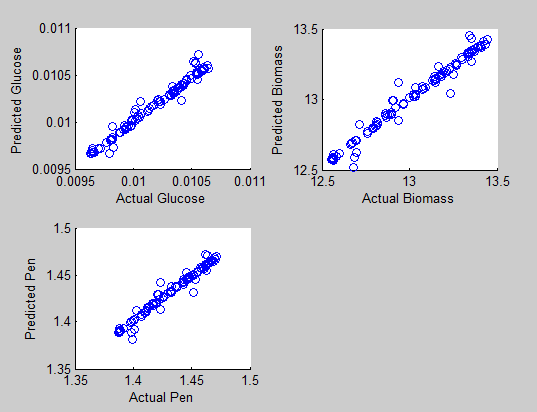 0.011
0.0105
0.01
0.0095
Predicted Glucose
0.0095 0.01 0.0105 0.011
Actual Glucose
13.5
13
12.5
Predicted Biomass
12.5 13 13.5
Actual Biomass
1.5
1.45
1.4
1.35
Predicted Pen
1.35 1.4 1.45 1.5
Actual Pen